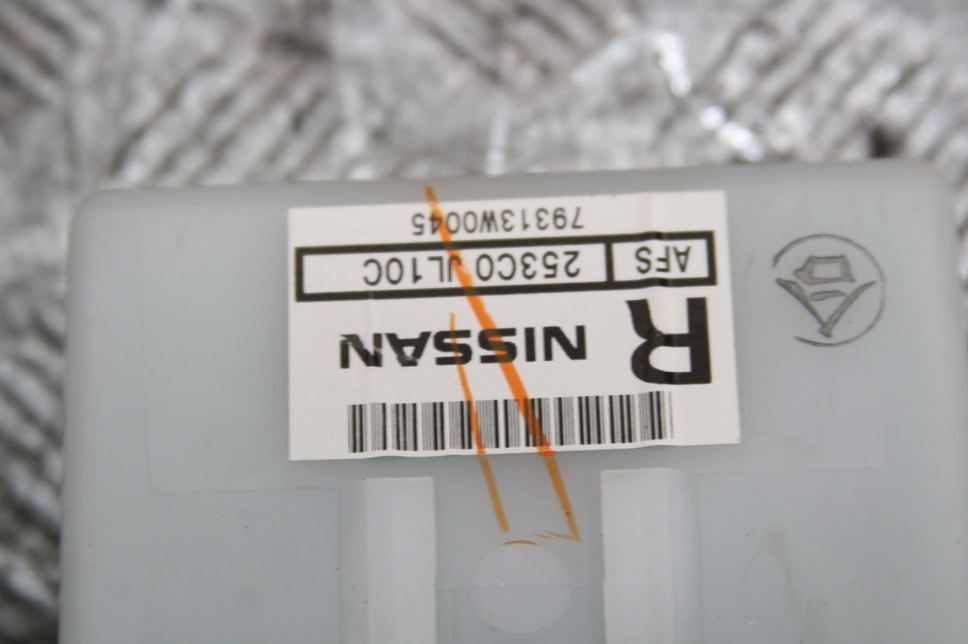 R NISSAN
AFS 253C0 JL10C
79313W0045